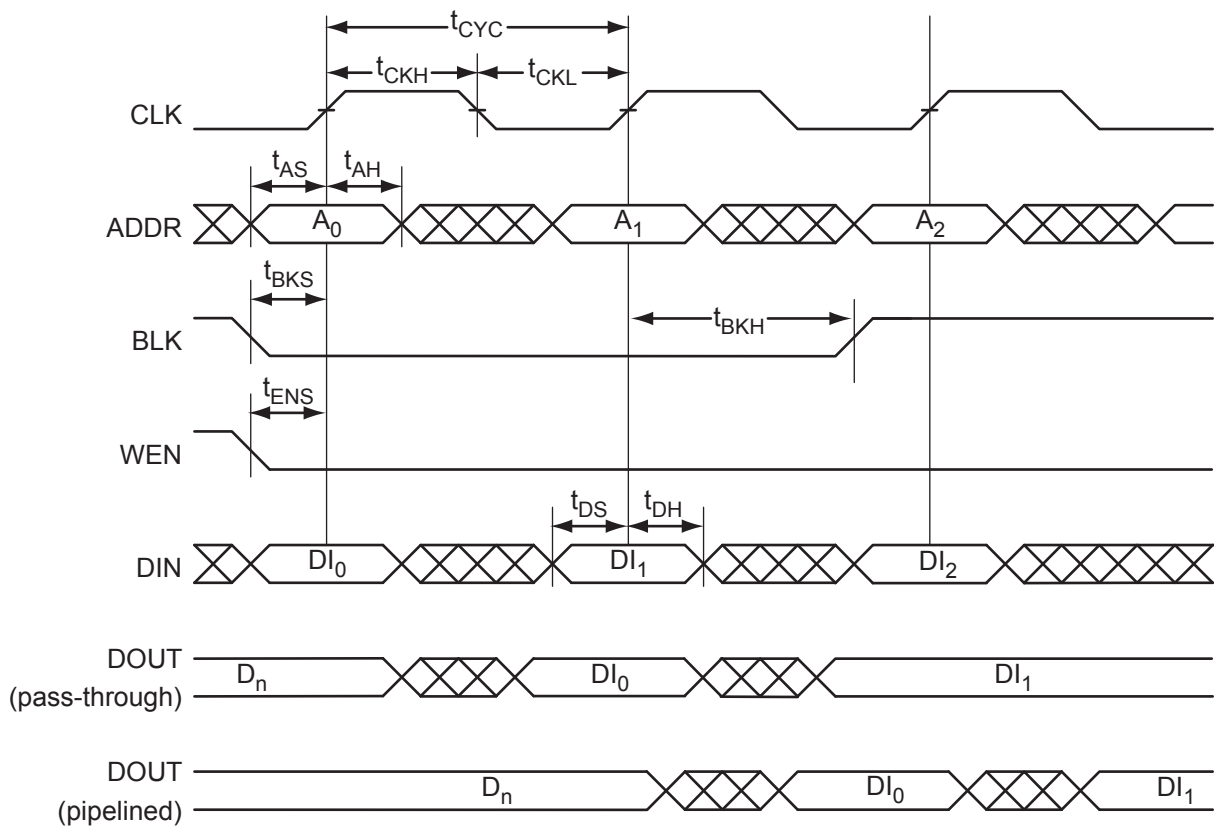 tCYC
tCKH tCKL
CLK
tAS tAH
ADDR A0 A1 A2
tBKS
tBKH
BLK
tENS
WEN
tDS tDH
DIN DI0 DI1 DI2
DOUT
(pass-through) Dn DI0 DI1
DOUT
(pipelined) Dn DI0 DI1